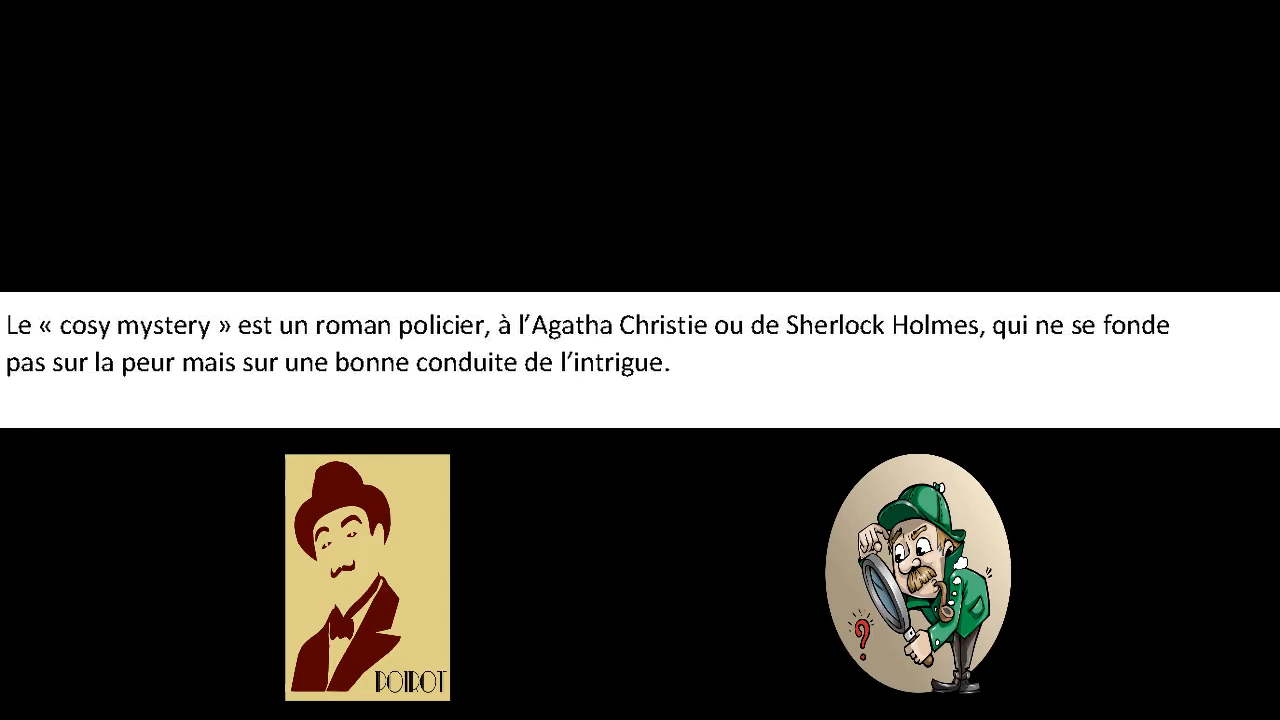 Le « cosy mystery » est un roman policier, à l’Agatha Christie ou de Sherlock Holmes, qui ne se fonde
pas sur la peur mais sur une bonne conduite de l’intrigue.
POIROT
?